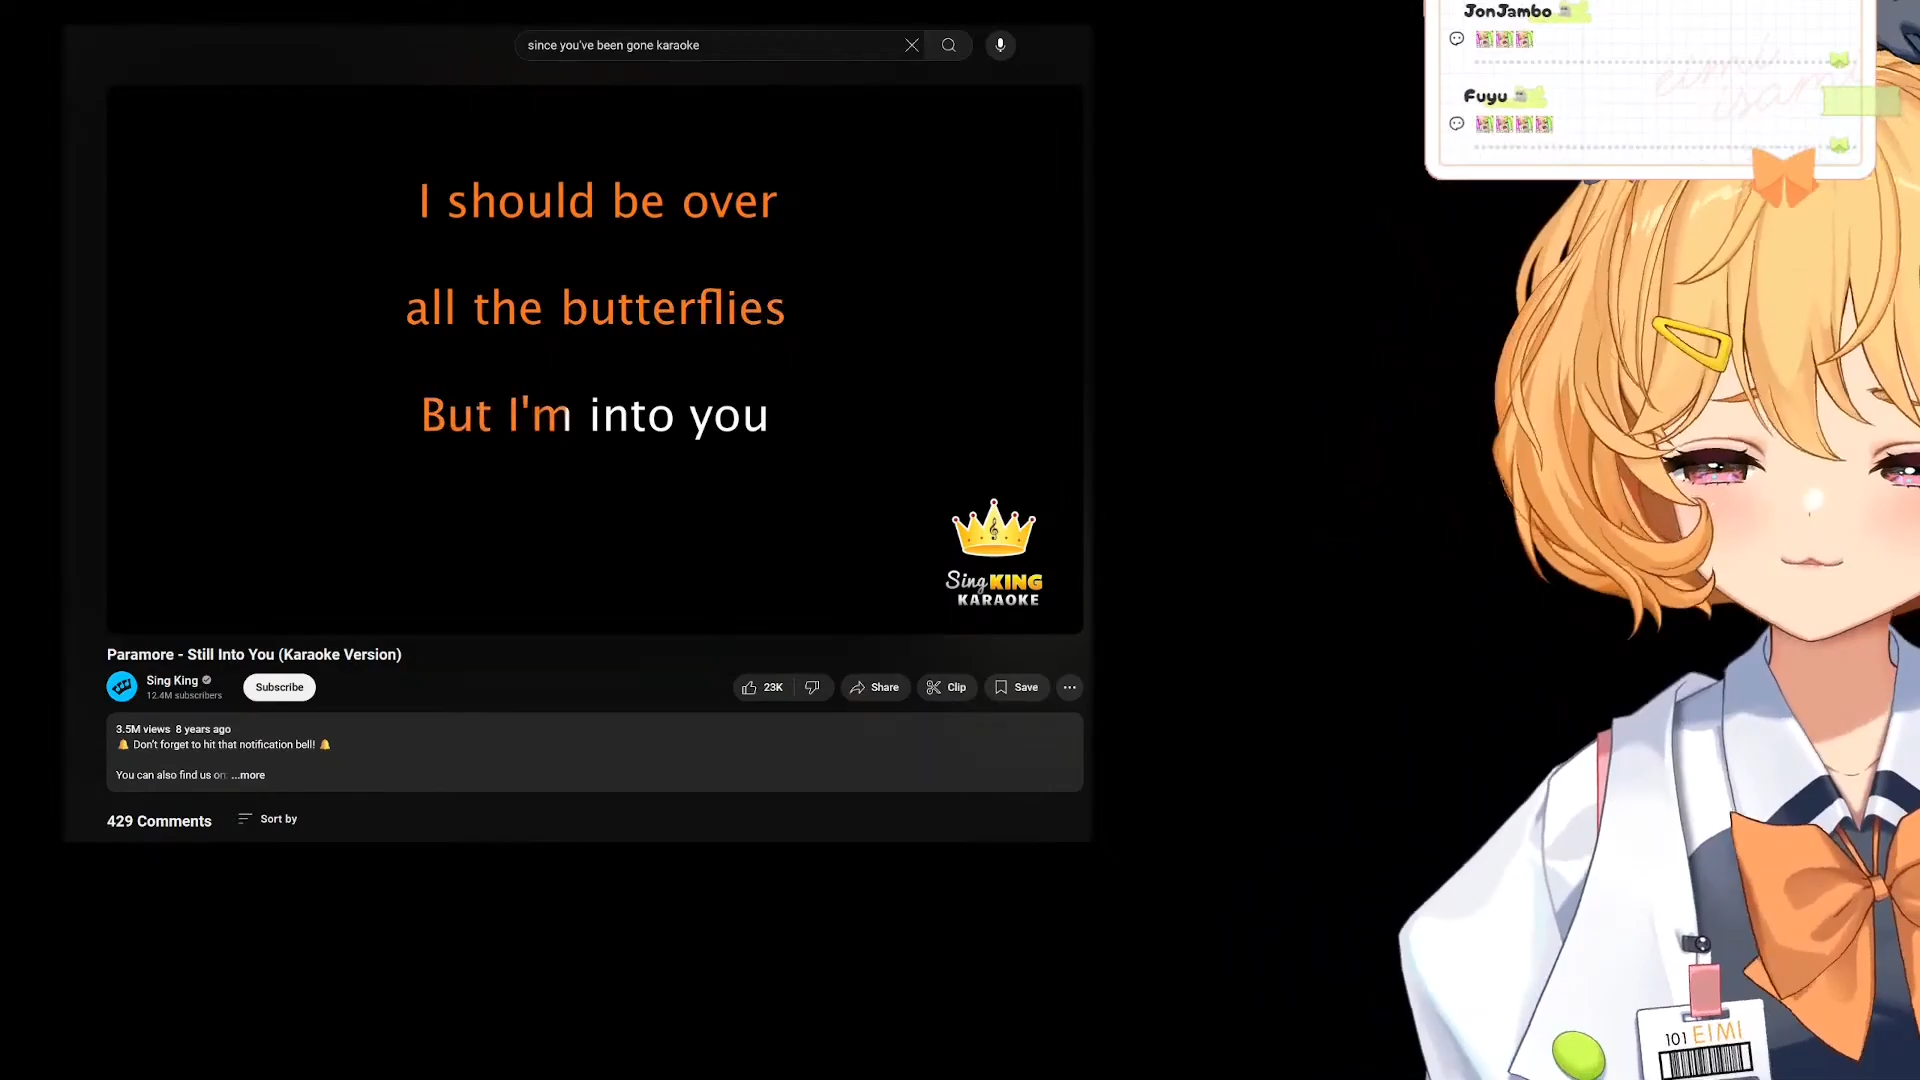 since you've been gone karaoke
I should be over
all the butterflies
But I'm into you
Sing KING
KARAOKE
Paramore - Still Into You (Karaoke Version)
Sing King
12.4M subscribers
Subscribe
23K
Share
Clip
Save
3.5M views 8 years ago
🔔 Don't forget to hit that notification bell! 🔔
You can also find us on ...more
429 Comments
Sort by
JonJambo
Fuyu
eimi
isami
101 EIMI